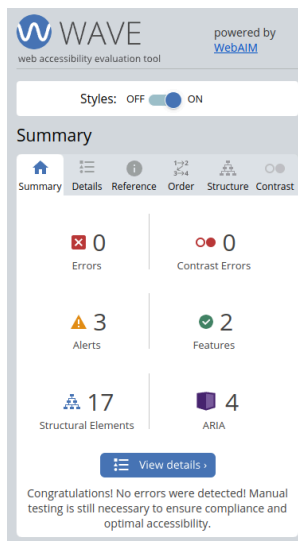 WAVE
web accessibility evaluation tool
powered by
WebAIM
Styles: OFF ON
Summary
Summary Details Reference Order Structure Contrast
1→2
3→4
0
Errors
0
Contrast Errors
3
Alerts
2
Features
17
Structural Elements
4
ARIA
View details ›
Congratulations! No errors were detected! Manual
testing is still necessary to ensure compliance and
optimal accessibility.